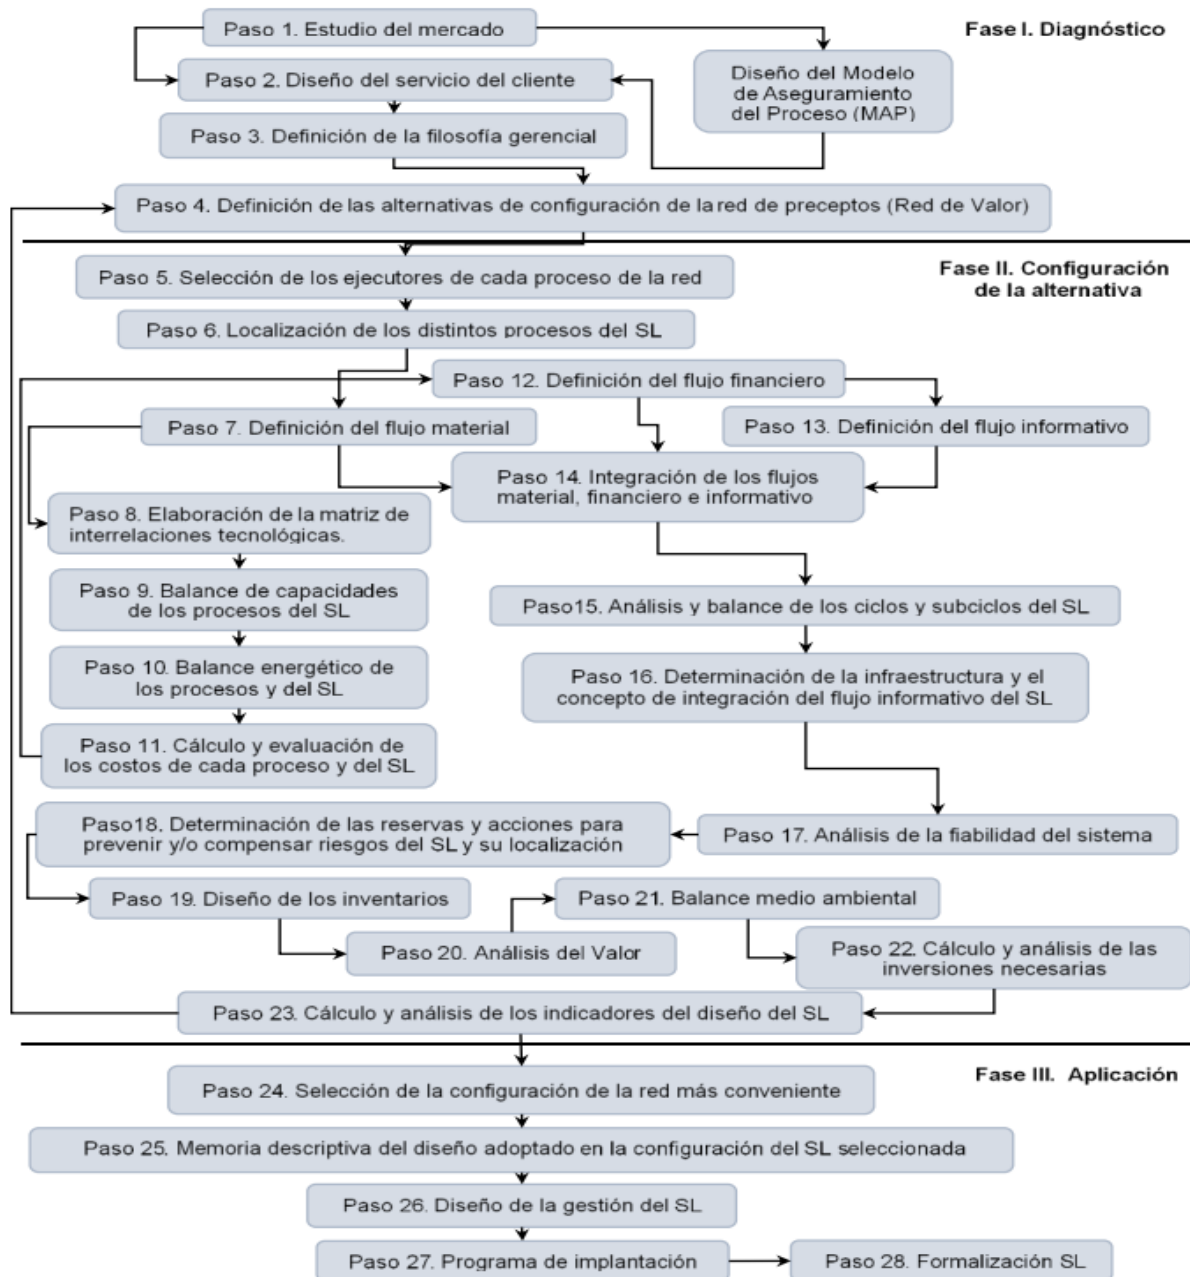 Paso 1. Estudio del mercado
Fase I. Diagnóstico
Paso 2. Diseño del servicio del cliente
Diseño del Modelo
de Aseguramiento
del Proceso (MAP)
Paso 3. Definición de la filosofía gerencial
Paso 4. Definición de las alternativas de configuración de la red de preceptos (Red de Valor)
Fase II. Configuración
de la alternativa
Paso 5. Selección de los ejecutores de cada proceso de la red
Paso 6. Localización de los distintos procesos del SL
Paso 12. Definición del flujo financiero
Paso 7. Definición del flujo material
Paso 13. Definición del flujo informativo
Paso 14. Integración de los flujos
material, financiero e informativo
Paso 8. Elaboración de la matriz de
interrelaciones tecnológicas.
Paso 9. Balance de capacidades
de los procesos del SL
Paso15. Análisis y balance de los ciclos y subciclos del SL
Paso 10. Balance energético de
los procesos y del SL
Paso 16. Determinación de la infraestructura y el
concepto de integración del flujo informativo del SL
Paso 11. Cálculo y evaluación de
los costos de cada proceso y del SL
Paso18. Determinación de las reservas y acciones para
prevenir y/o compensar riesgos del SL y su localización
Paso 17. Análisis de la fiabilidad del sistema
Paso 19. Diseño de los inventarios
Paso 21. Balance medio ambiental
Paso 20. Análisis del Valor
Paso 22. Cálculo y análisis de las
inversiones necesarias
Paso 23. Cálculo y análisis de los indicadores del diseño del SL
Fase III. Aplicación
Paso 24. Selección de la configuración de la red más conveniente
Paso 25. Memoria descriptiva del diseño adoptado en la configuración del SL seleccionada
Paso 26. Diseño de la gestión del SL
Paso 27. Programa de implantación
Paso 28. Formalización SL